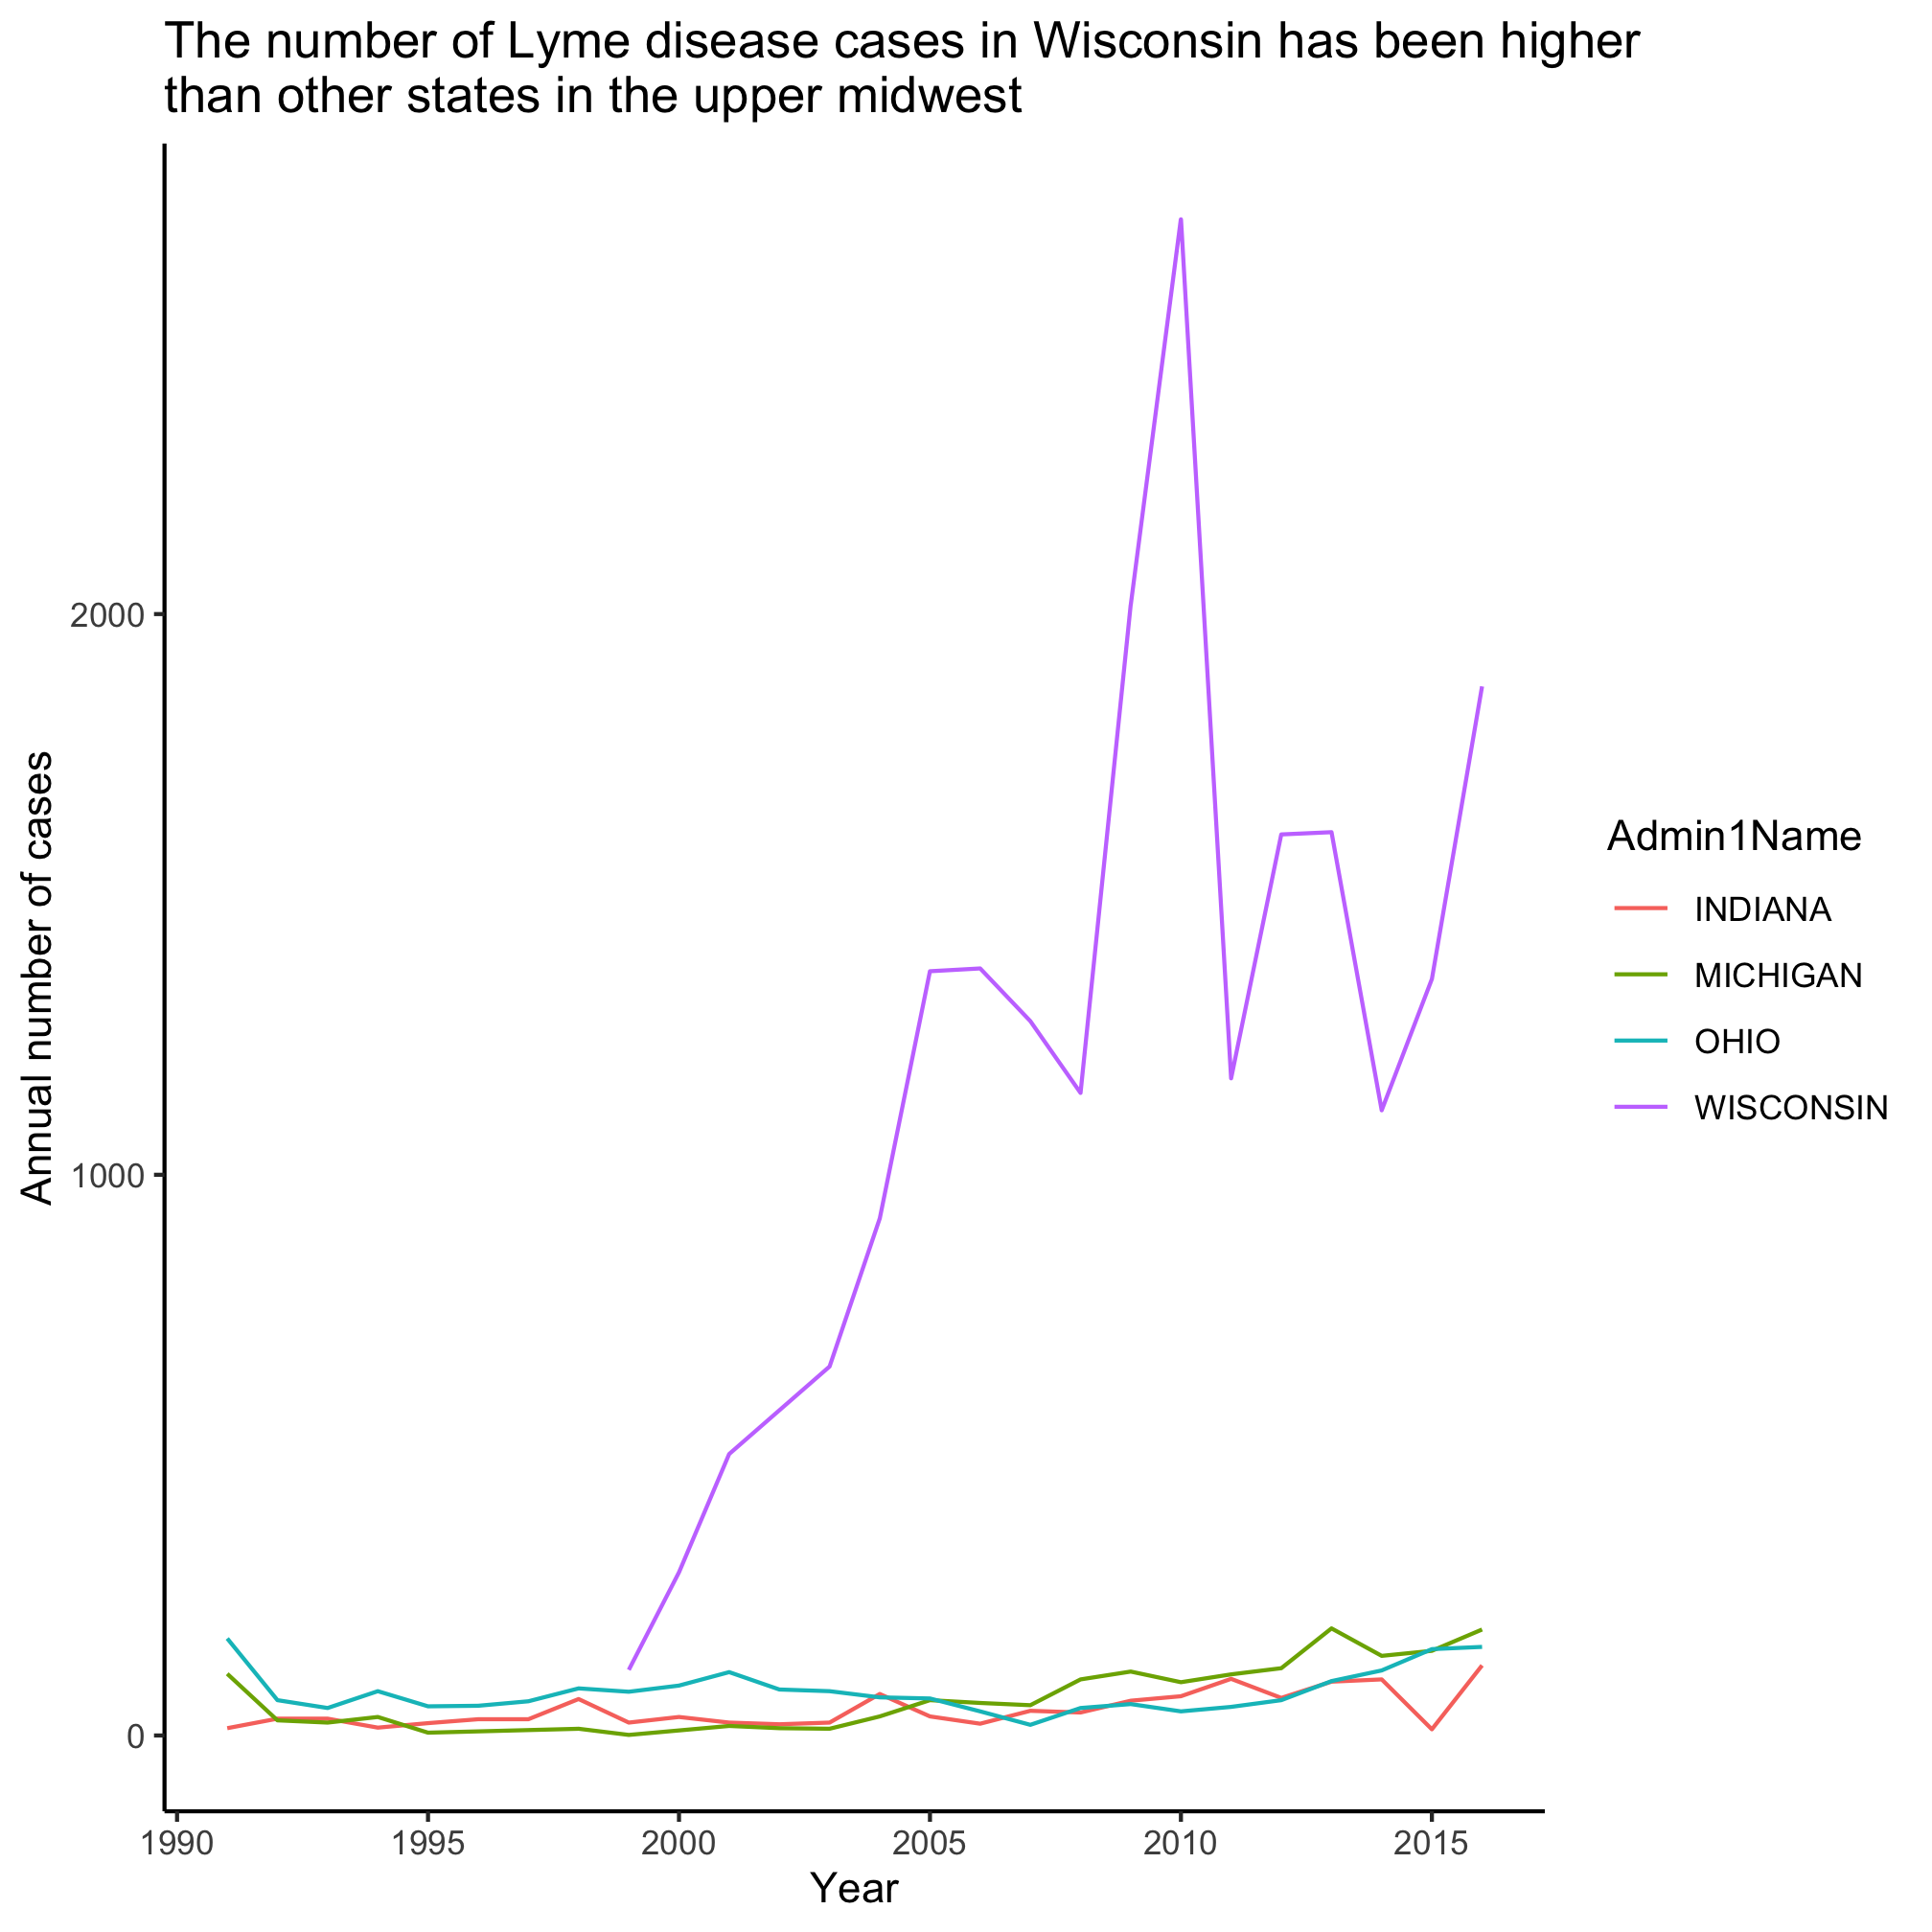 The number of Lyme disease cases in Wisconsin has been higher
than other states in the upper midwest
Annual number of cases
2000
1000
0
1990
1995
2000
2005
2010
2015
Year
Admin1Name
INDIANA
MICHIGAN
OHIO
WISCONSIN